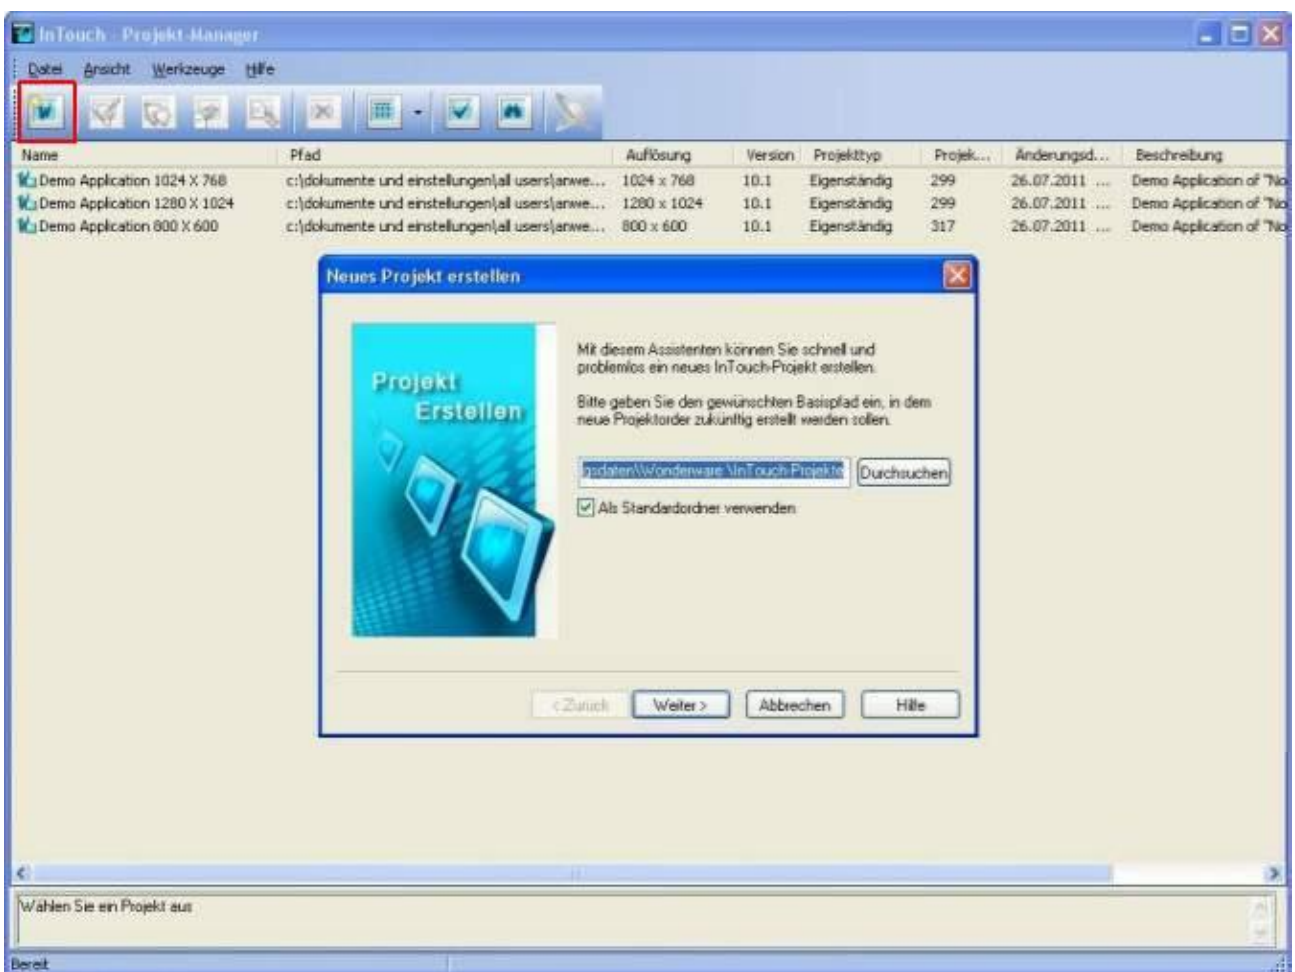 InTouch - Projekt-Manager
Datei Ansicht Werkzeuge Hilfe
Name Pfad Auflösung Version Projekttyp Projek... Änderungsd... Beschreibung
Demo Application 1024 X 768 c:\dokumente und einstellungen\all users\anwe... 1024 x 768 10.1 Eigenständig 299 26.07.2011 ... Demo Application of "No
Demo Application 1280 X 1024 c:\dokumente und einstellungen\all users\anwe... 1280 x 1024 10.1 Eigenständig 299 26.07.2011 ... Demo Application of "No
Demo Application 800 X 600 c:\dokumente und einstellungen\all users\anwe... 800 x 600 10.1 Eigenständig 317 26.07.2011 ... Demo Application of "No
Neues Projekt erstellen
Projekt
Erstellen
Mit diesem Assistenten können Sie schnell und
problemlos ein neues InTouch-Projekt erstellen.
Bitte geben Sie den gewünschten Basispfad ein, in dem
neue Projektorder zukünftig erstellt werden sollen.
gsdaten\Wonderware \InTouch-Projekte Durchsuchen
Als Standardordner verwenden
< Zurück Weiter > Abbrechen Hilfe
Wählen Sie ein Projekt aus
Bereit